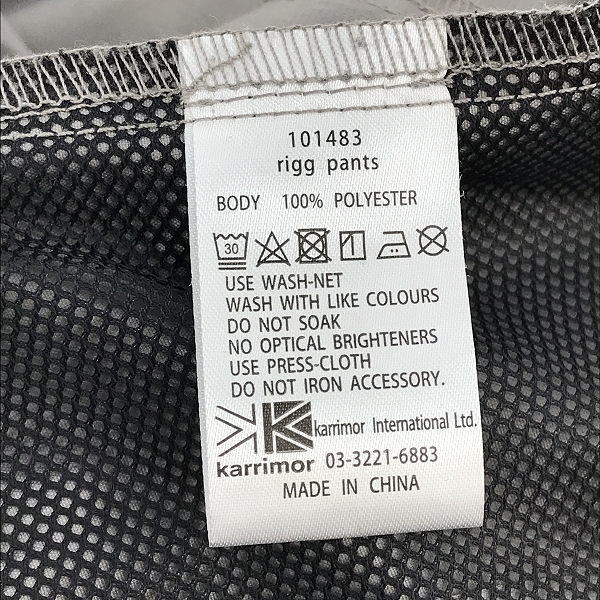 101483
rigg pants
BODY 100% POLYESTER
30
USE WASH-NET
WASH WITH LIKE COLOURS
DO NOT SOAK
NO OPTICAL BRIGHTENERS
USE PRESS-CLOTH
DO NOT IRON ACCESSORY.
karrimor International Ltd.
karrimor 03-3221-6883
MADE IN CHINA